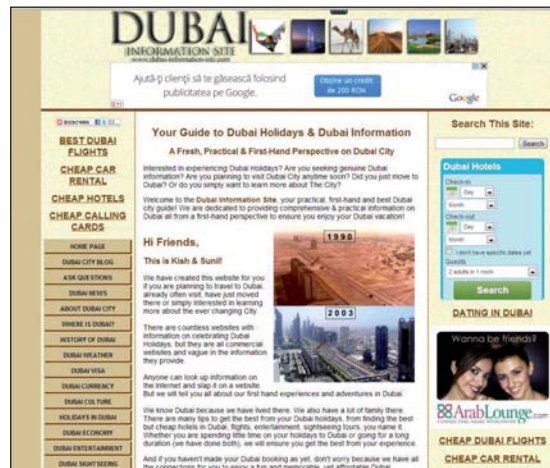 DUBAI
INFORMATION SITE
www.dubai-information-site.com
Ajută-ți clienții să te găsească folosind
publicitatea pe Google.
Obține un credit
de 200 RON
Google
BOOKMARK
BEST DUBAI
FLIGHTS
CHEAP CAR
RENTAL
CHEAP HOTELS
CHEAP CALLING
CARDS
HOME PAGE
DUBAI CITY BLOG
ASK QUESTIONS
DUBAI NEWS
ABOUT DUBAI CITY
WHERE IS DUBAI?
HISTORY OF DUBAI
DUBAI WEATHER
DUBAI VISA
DUBAI CURRENCY
DUBAI CULTURE
HOLIDAYS IN DUBAI
DUBAI ECONOMY
DUBAI ENTERTAINMENT
DUBAI SIGHTSEEING
Your Guide to Dubai Holidays & Dubai Information
A Fresh, Practical & First-Hand Perspective on Dubai City
Interested in experiencing Dubai Holidays? Are you seeking genuine Dubai
information? Are you planning to visit Dubai City anytime soon? Did you just move to
Dubai? Or do you simply want to learn more about The City?
Welcome to the Dubai Information Site, your practical, first-hand and best Dubai
city guide! We are dedicated to providing comprehensive & practical information on
Dubai all from a first-hand perspective to ensure you enjoy your Dubai vacation!
Hi Friends,
This is Kish & Sunil!
We have created this website for you
if you are planning to travel to Dubai,
already often visit, have just moved
there or simply interested in learning
more about the ever changing City.
There are countless websites with
information on celebrating Dubai
Holidays, but they are all commercial
websites and vague in the information
they provide.
Anyone can look up information on
the Internet and slap it on a website.
But we will tell you all about our first hand experiences and adventures in Dubai.
We know Dubai because we have lived there. We also have a lot of family there.
There are many tips to get the best from your Dubai holidays, from finding the best
but cheap hotels in Dubai, flights, entertainment, sightseeing tours, you name it.
Whether you are spending little time on your holidays to Dubai or going for a long
duration (we have done both), we will ensure you get the best from your experience.
And if you haven't made your Dubai booking as yet, don't worry because we have all
the connections for you to enjoy a fun and memorable, yet affordable Dubai
1990
2003
Search This Site:
Search
Dubai Hotels
Check-in
Day
Month
Check-out
Day
Month
I don't have specific dates yet
Guests
2 adults in 1 room
Search
DATING IN DUBAI
Wanna be friends?
ArabLounge.com
CHEAP DUBAI FLIGHTS
CHEAP CAR RENTAL